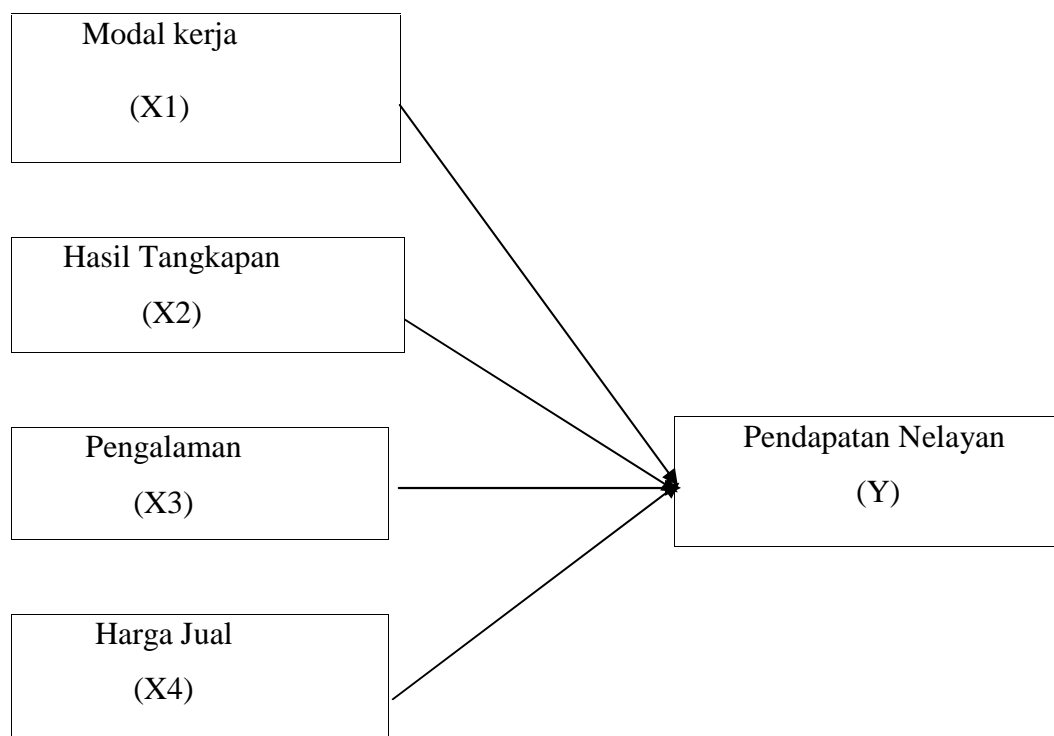 Modal kerja
(X1)
Hasil Tangkapan
(X2)
Pengalaman
(X3)
Pendapatan Nelayan
(Y)
Harga Jual
(X4)